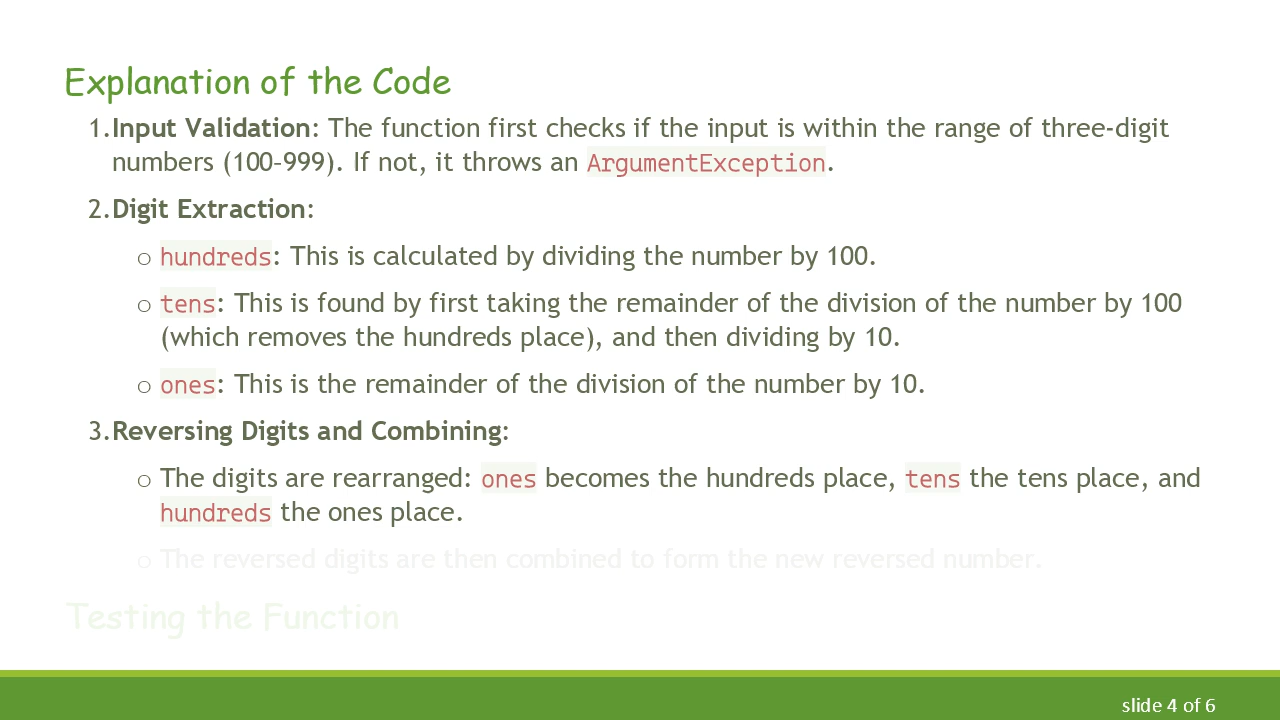 Explanation of the Code
1.Input Validation: The function first checks if the input is within the range of three-digit
numbers (100–999). If not, it throws an ArgumentException.
2.Digit Extraction:
o hundreds: This is calculated by dividing the number by 100.
o tens: This is found by first taking the remainder of the division of the number by 100
(which removes the hundreds place), and then dividing by 10.
o ones: This is the remainder of the division of the number by 10.
3.Reversing Digits and Combining:
o The digits are rearranged: ones becomes the hundreds place, tens the tens place, and
hundreds the ones place.
o The reversed digits are then combined to form the new reversed number.
Testing the Function
slide 4 of 6